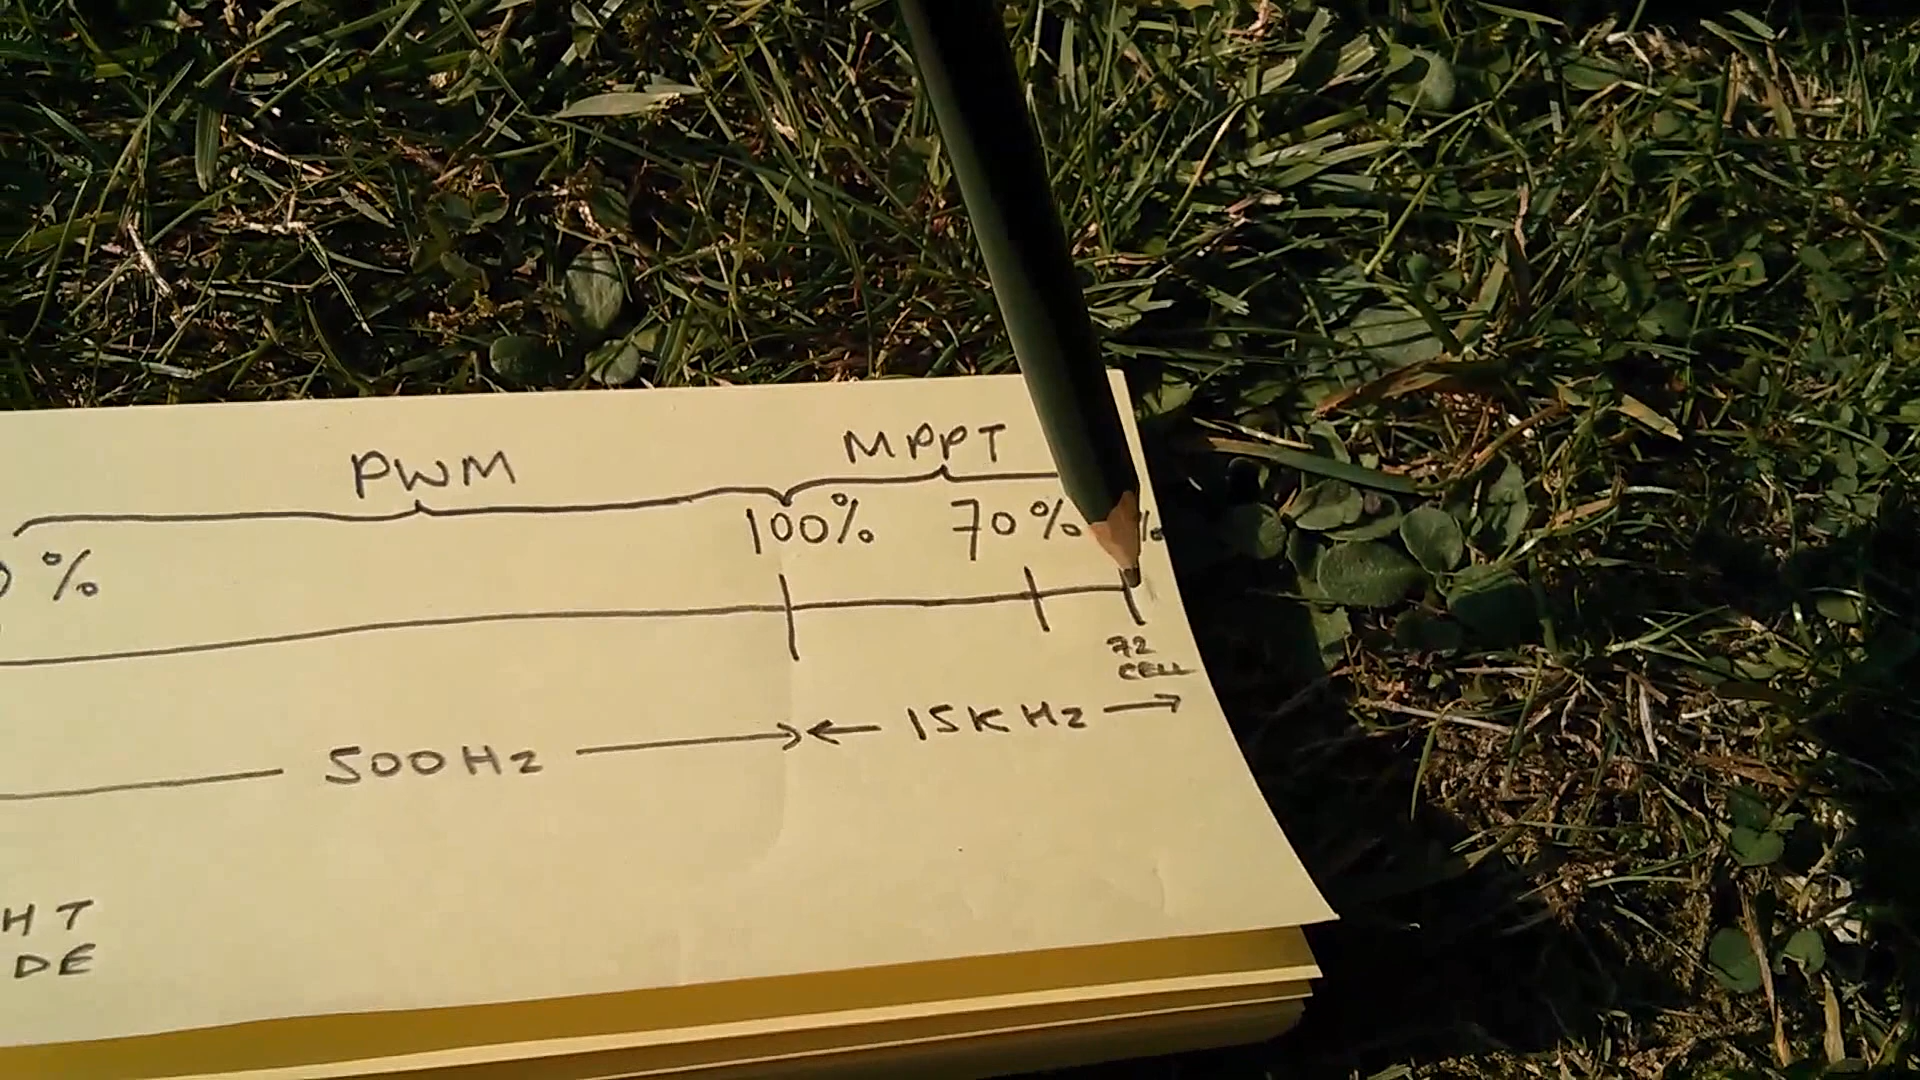 PWM MPPT
% 100% 70% %
72
CELL
500Hz 15KHz
HT
DE